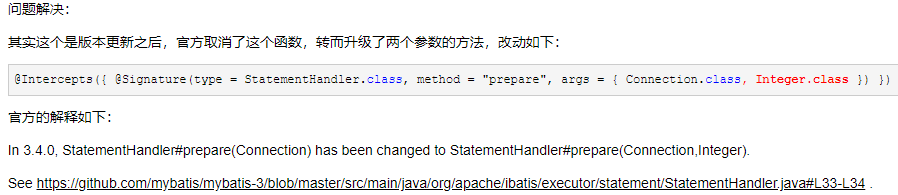 问题解决：
其实这个是版本更新之后，官方取消了这个函数，转而升级了两个参数的方法，改动如下：
@Intercepts({ @Signature(type = StatementHandler.class, method = "prepare", args = { Connection.class, Integer.class }) })
官方的解释如下：
In 3.4.0, StatementHandler#prepare(Connection) has been changed to StatementHandler#prepare(Connection,Integer).
See https://github.com/mybatis/mybatis-3/blob/master/src/main/java/org/apache/ibatis/executor/statement/StatementHandler.java#L33-L34 .